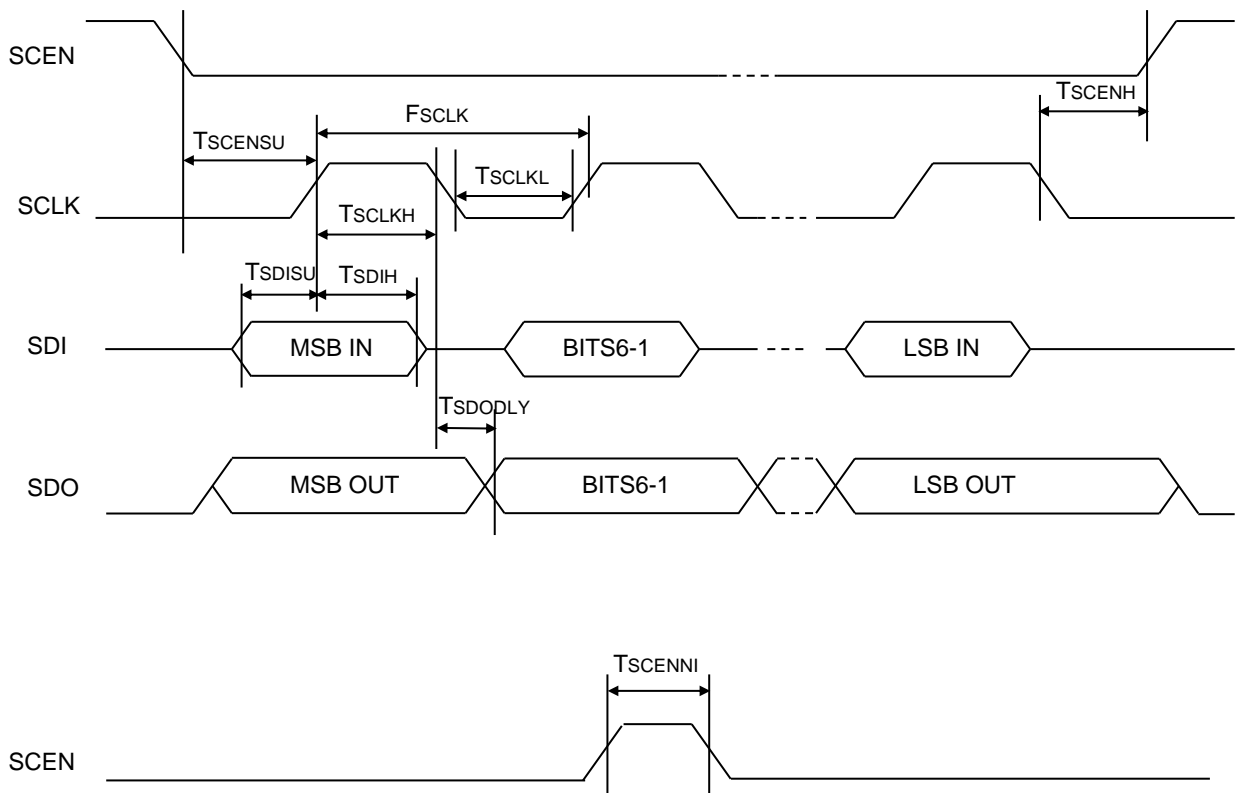 SCEN
TSCENH
FSCLK
TSCENSU
TSCLKL
SCLK
TSCLKH
TSDISU
TSDIH
SDI
MSB IN
BITS6-1
LSB IN
TSDODLY
SDO
MSB OUT
BITS6-1
LSB OUT
TSCENNI
SCEN